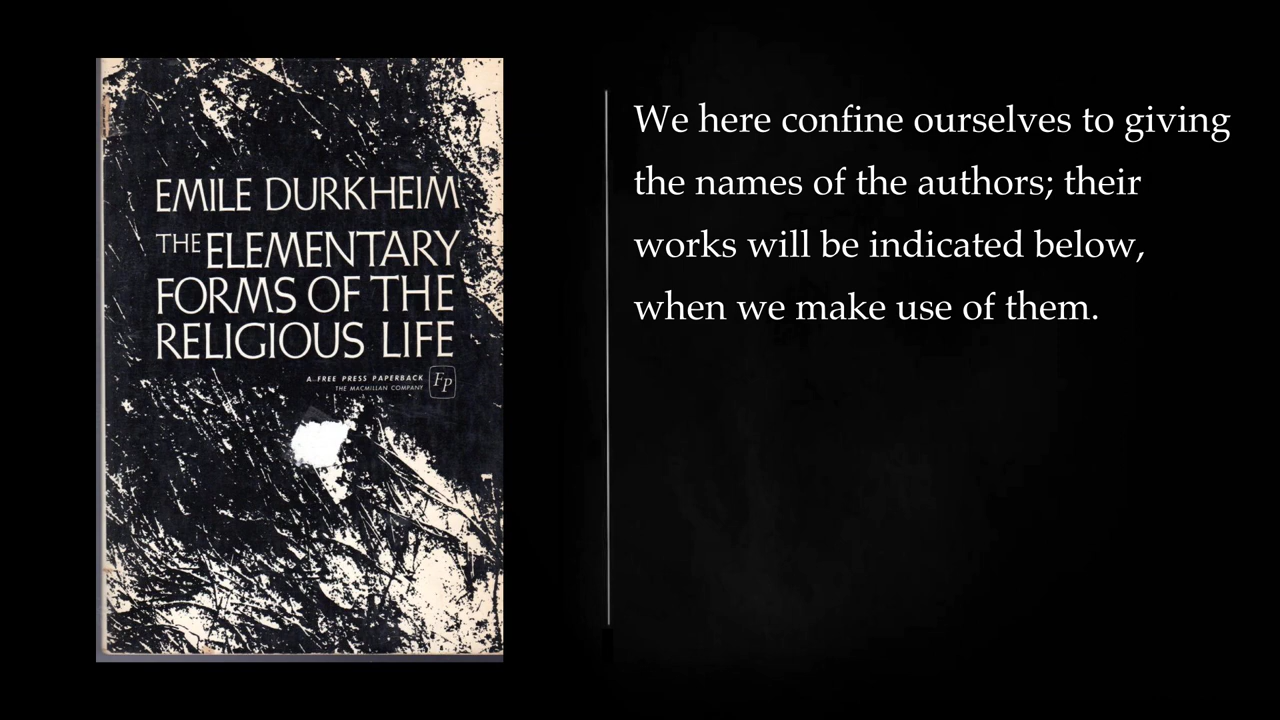 EMILE DURKHEIM
THE ELEMENTARY
FORMS OF THE
RELIGIOUS LIFE
A FREE PRESS PAPERBACK
THE MACMILLAN COMPANY
FP
We here confine ourselves to giving
the names of the authors; their
works will be indicated below,
when we make use of them.